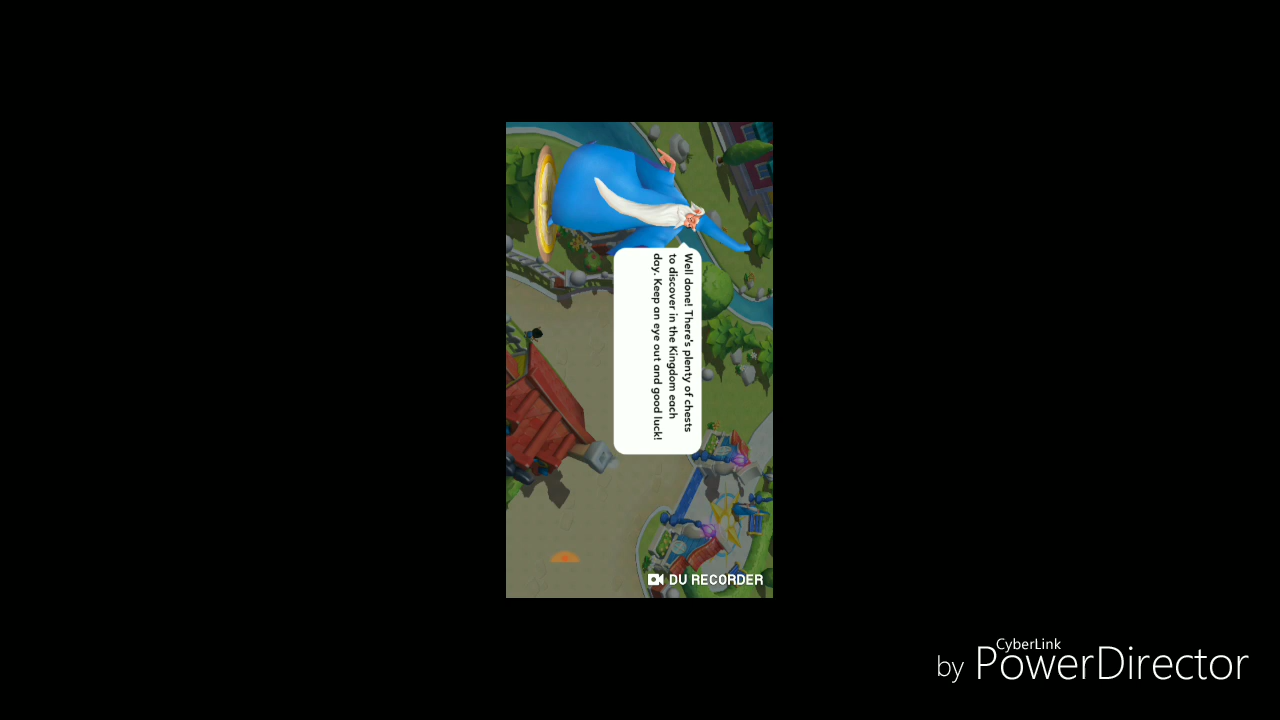 Well done! There's plenty of chests
to discover in the Kingdom each
day. Keep an eye out and good luck!
DU RECORDER
CyberLink
by PowerDirector